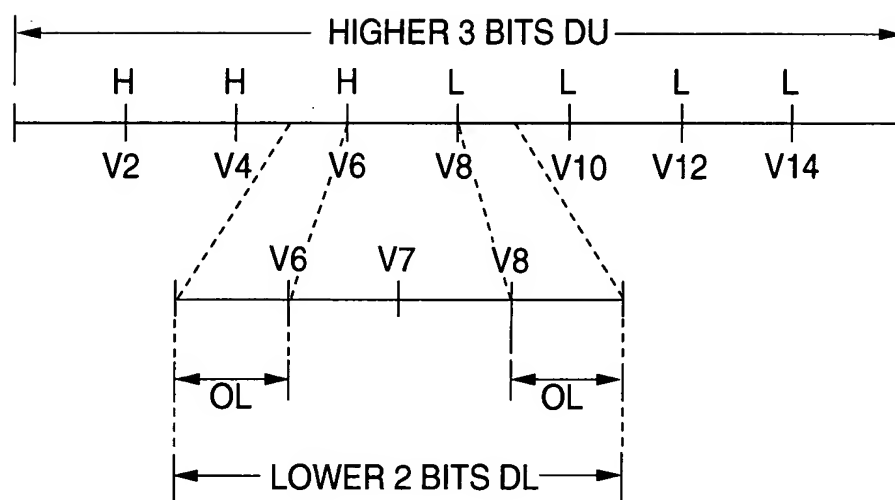 HIGHER 3 BITS DU
H H H L L L L
V2 V4 V6 V8 V10 V12 V14
V6 V7 V8
OL OL
LOWER 2 BITS DL